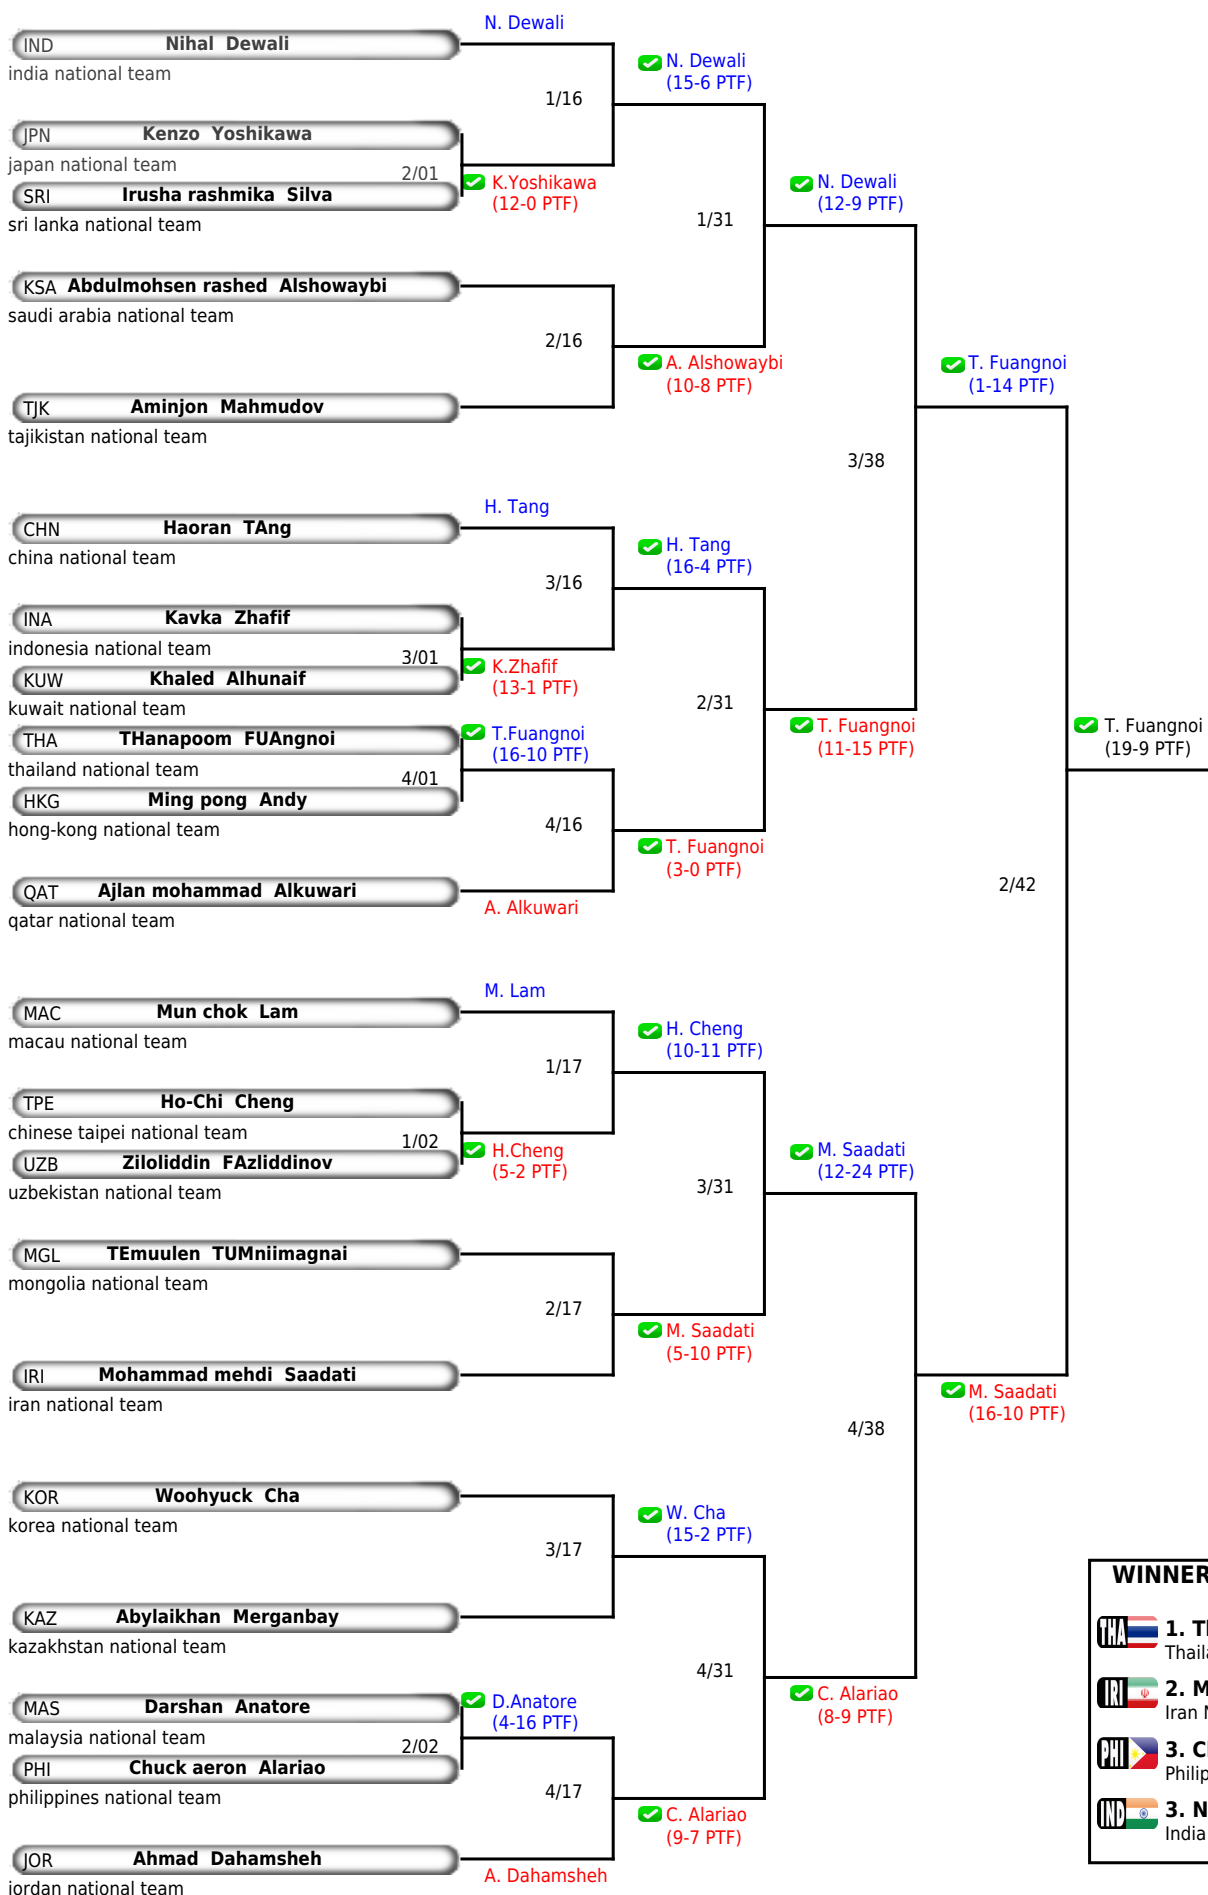 N. Dewali
IND Nihal Dewali
india national team
N. Dewali
(15-6 PTF)
1/16
JPN Kenzo Yoshikawa
japan national team
2/01
SRI Irusha rashmika Silva
sri lanka national team
K.Yoshikawa
(12-0 PTF)
N. Dewali
(12-9 PTF)
1/31
KSA Abdulmohsen rashed Alshowaybi
saudi arabia national team
2/16
A. Alshowaybi
(10-8 PTF)
T. Fuangnoi
(1-14 PTF)
TJK Aminjon Mahmudov
tajikistan national team
3/38
H. Tang
CHN Haoran TAng
china national team
H. Tang
(16-4 PTF)
3/16
INA Kavka Zhafif
indonesia national team
3/01
KUW Khaled Alhunaif
kuwait national team
K.Zhafif
(13-1 PTF)
2/31
THA THanapoom FUAngnoi
thailand national team
T.Fuangnoi
(16-10 PTF)
T. Fuangnoi
(11-15 PTF)
T. Fuangnoi
(19-9 PTF)
4/01
HKG Ming pong Andy
hong-kong national team
4/16
T. Fuangnoi
(3-0 PTF)
QAT Ajlan mohammad Alkuwari
qatar national team
A. Alkuwari
2/42
M. Lam
MAC Mun chok Lam
macau national team
H. Cheng
(10-11 PTF)
1/17
TPE Ho-Chi Cheng
chinese taipei national team
1/02
UZB Ziloliddin FAzliddinov
uzbekistan national team
H.Cheng
(5-2 PTF)
M. Saadati
(12-24 PTF)
3/31
MGL TEmuulen TUMniimagnai
mongolia national team
2/17
M. Saadati
(5-10 PTF)
IRI Mohammad mehdi Saadati
iran national team
M. Saadati
(16-10 PTF)
4/38
KOR Woohyuck Cha
korea national team
W. Cha
(15-2 PTF)
3/17
KAZ Abylaikhan Merganbay
kazakhstan national team
4/31
MAS Darshan Anatore
malaysia national team
D.Anatore
(4-16 PTF)
C. Alariao
(8-9 PTF)
2/02
PHI Chuck aeron Alariao
philippines national team
4/17
C. Alariao
(9-7 PTF)
JOR Ahmad Dahamsheh
jordan national team
A. Dahamsheh
WINNER
THA 1. T
Thaila
IRI 2. M
Iran
PHI 3. C
Philip
IND 3. N
India